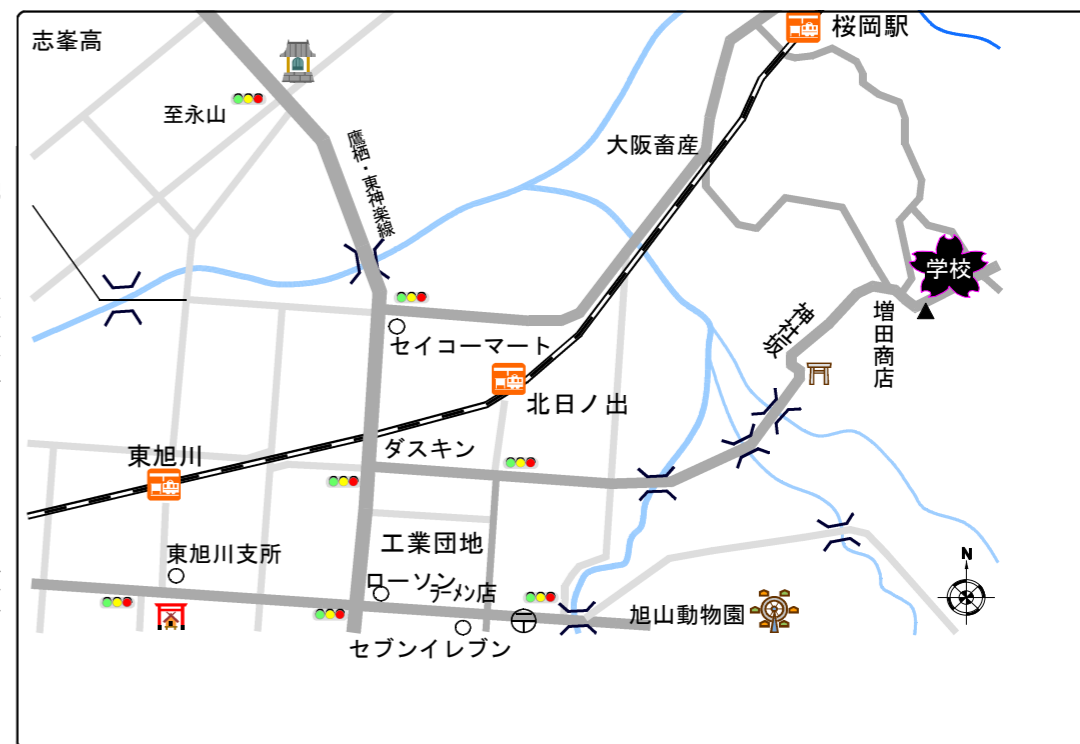 志峯高
桜岡駅
至永山
鷹栖・東神楽線
大阪畜産
学校
神社坂
増田商店
セイコーマート
北日ノ出
ダスキン
東旭川
工業団地
東旭川支所
ローソン
ラーメン店
旭山動物園
セブンイレブン
N